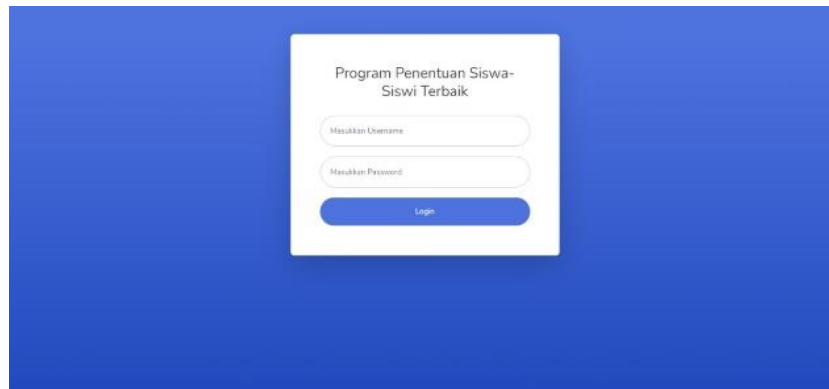 Program Penentuan Siswa-
Siswi Terbaik
Masukkan Username
Masukkan Password
Login